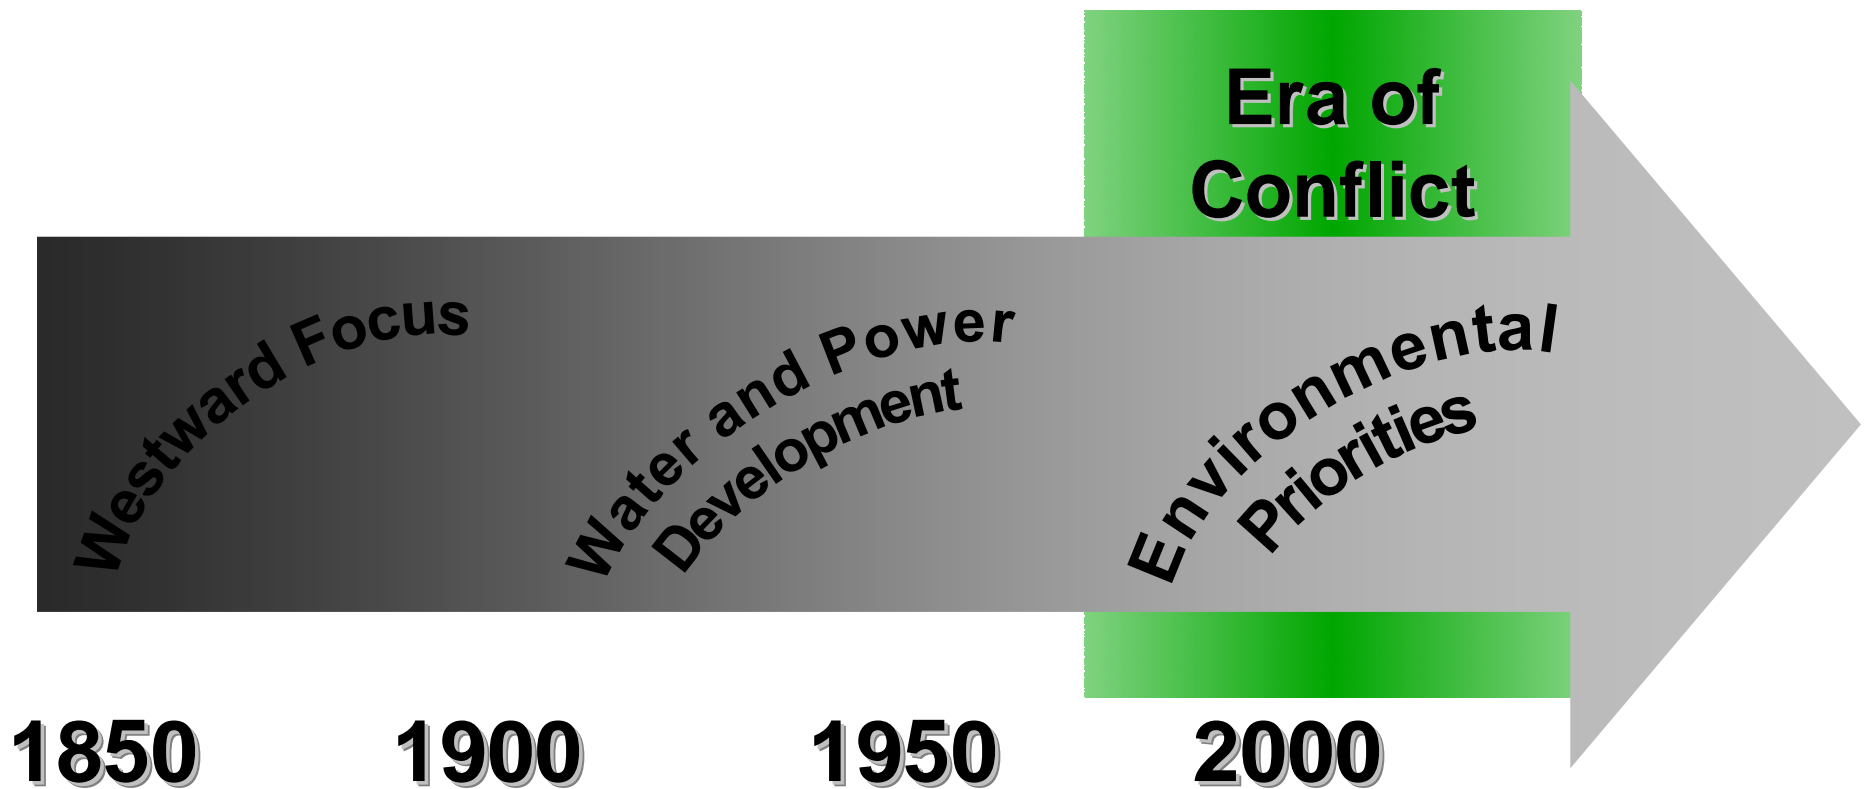 Era of
Conflict
Westward Focus
Water and Power
Development
Environmental
Priorities
1850 1900 1950 2000